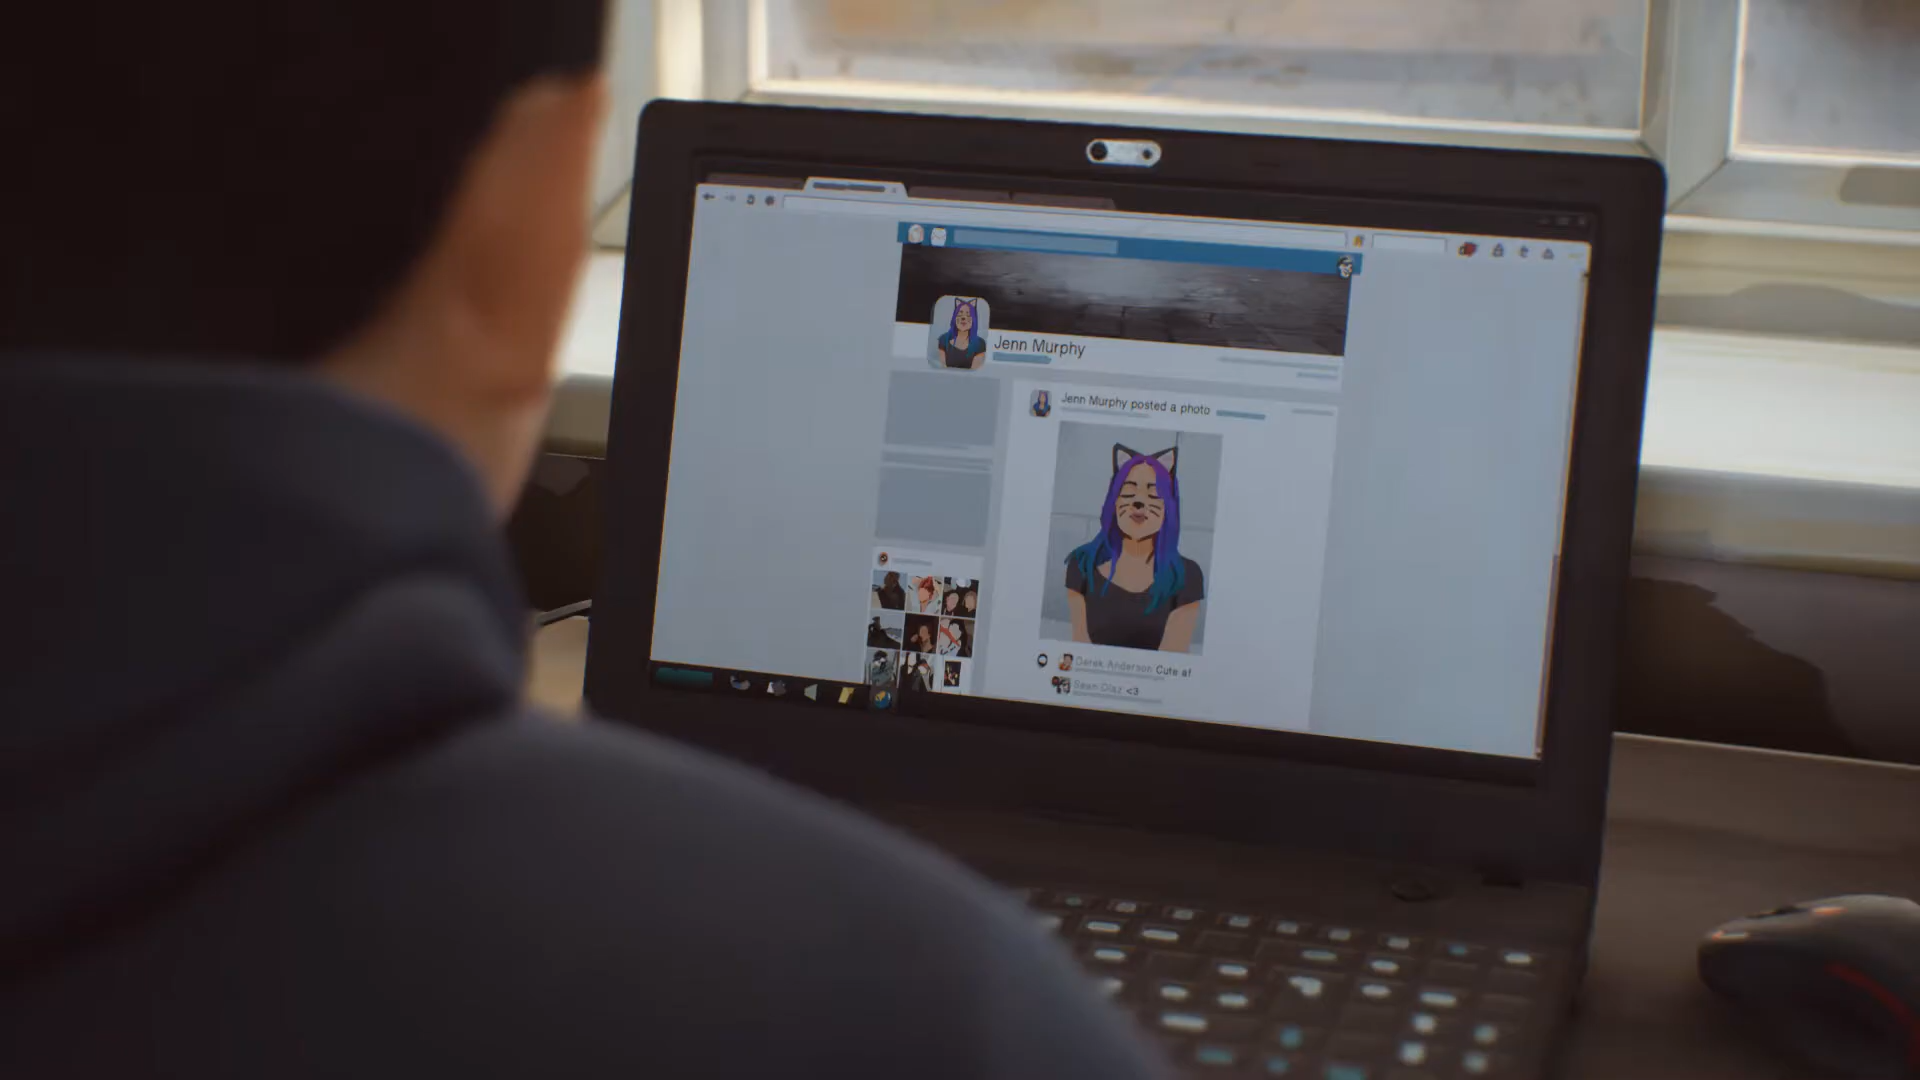 Jenn Murphy
Jenn Murphy posted a photo
Derek Anderson Cute af
Sean Diaz <3